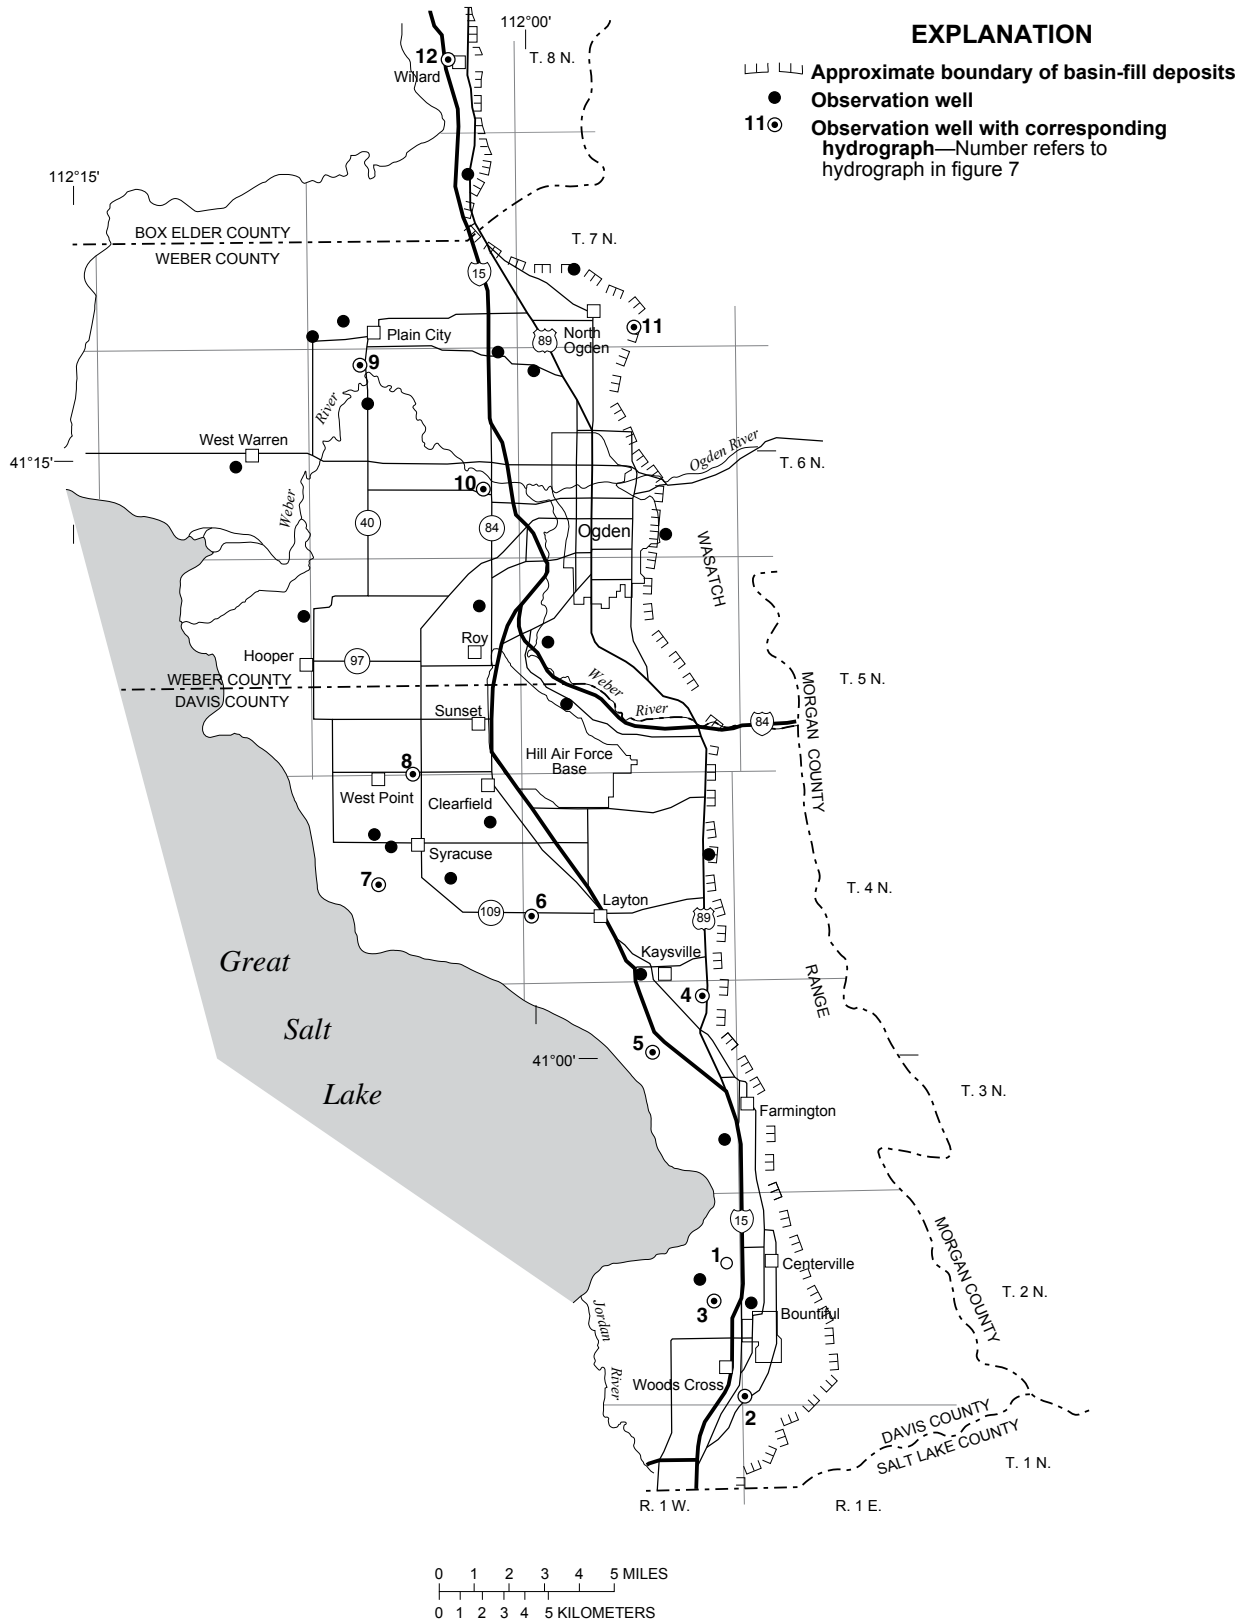 112°00'
EXPLANATION
12
T. 8 N.
Willard
Approximate boundary of basin-fill deposits
Observation well
11
Observation well with corresponding
hydrograph—Number refers to
hydrograph in figure 7
112°15'
BOX ELDER COUNTY
WEBER COUNTY
T. 7 N.
15
Plain City
89
North
Ogden
11
9
River
West Warren
Ogden River
41°15'
T. 6 N.
10
Weber
40
84
Ogden
WASATCH
Roy
Hooper
97
WEBER COUNTY
DAVIS COUNTY
Weber
River
T. 5 N.
MORGAN COUNTY
Sunset
84
8
Hill Air Force
Base
West Point
Clearfield
Syracuse
7
T. 4 N.
109
6
Layton
89
Kaysville
Great
4
RANGE
Salt
5
41°00'
Lake
T. 3 N.
Farmington
15
MORGAN COUNTY
1
Centerville
T. 2 N.
3
Bountiful
Jordan
River
Woods Cross
2
DAVIS COUNTY
SALT LAKE COUNTY
T. 1 N.
R. 1 W.
R. 1 E.
0 1 2 3 4 5 MILES
0 1 2 3 4 5 KILOMETERS